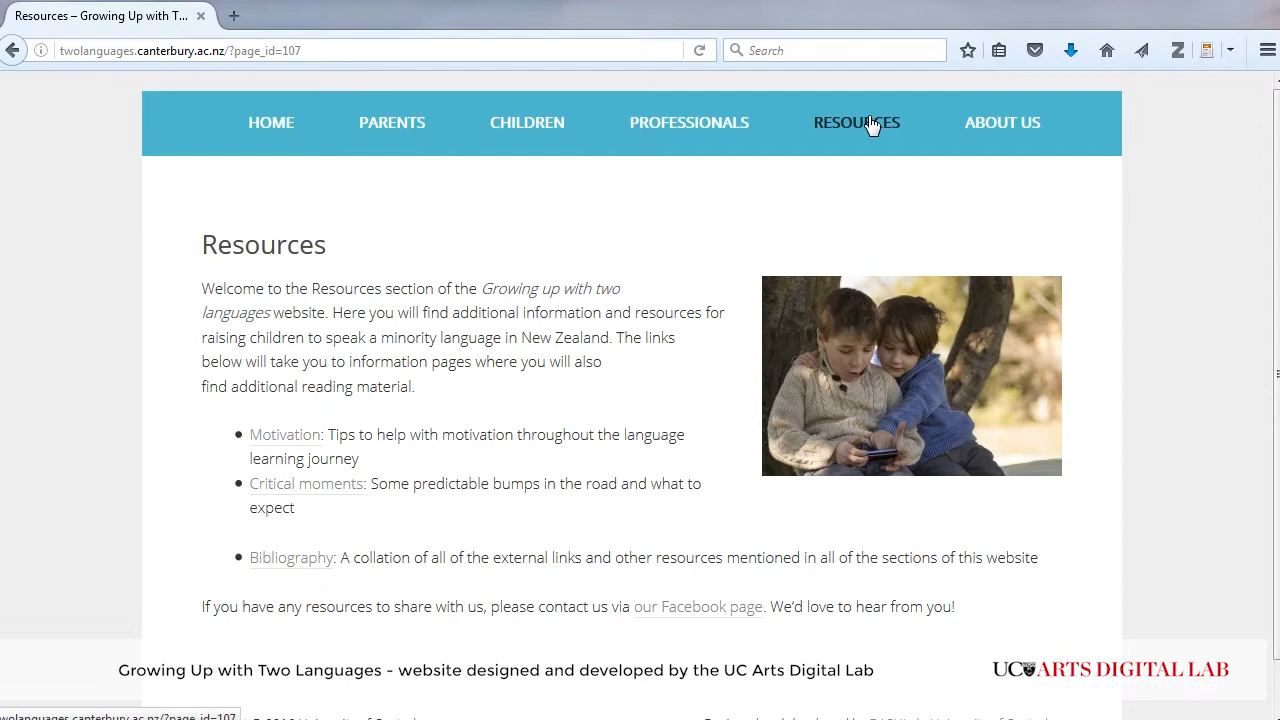 Resources – Growing Up with T...
twolanguages.canterbury.ac.nz/?page_id=107
Search
HOME PARENTS CHILDREN PROFESSIONALS RESOURCES ABOUT US
Resources
Welcome to the Resources section of the Growing up with two
languages website. Here you will find additional information and resources for
raising children to speak a minority language in New Zealand. The links
below will take you to information pages where you will also
find additional reading material.
Motivation: Tips to help with motivation throughout the language
learning journey
Critical moments: Some predictable bumps in the road and what to
expect
Bibliography: A collation of all of the external links and other resources mentioned in all of the sections of this website
If you have any resources to share with us, please contact us via our Facebook page. We'd love to hear from you!
Growing Up with Two Languages - website designed and developed by the UC Arts Digital Lab
UC ARTS DIGITAL LAB
wolanguages.canterbury.ac.nz/?page_id=107